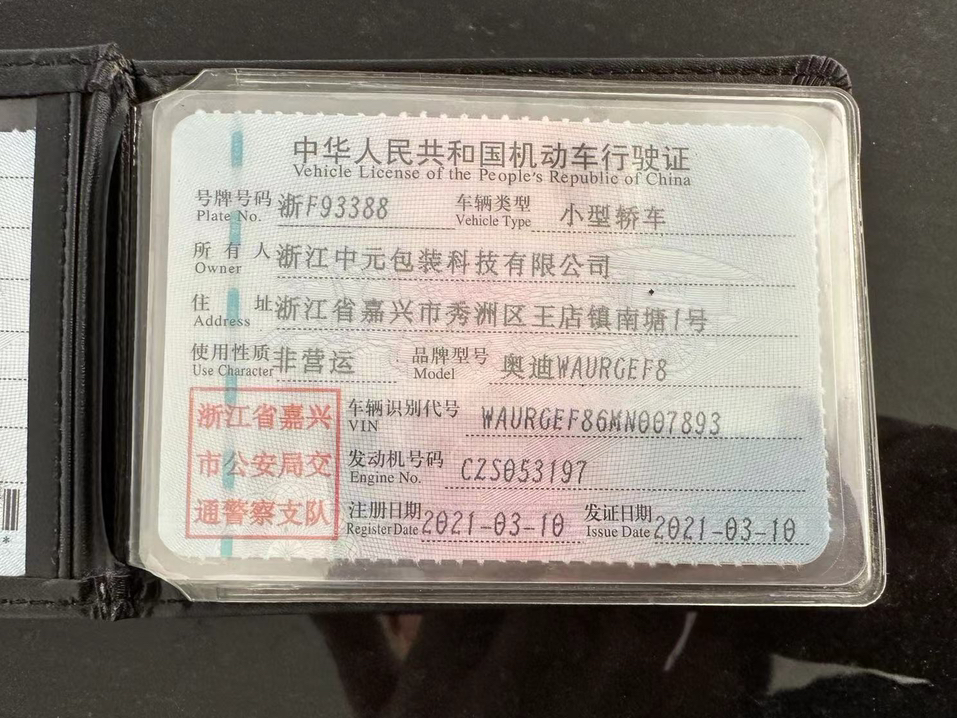 中华人民共和国机动车行驶证
Vehicle License of the People's Republic of China
号牌号码 浙F93388 车辆类型 小型轿车
Plate No. Vehicle Type
所有人 浙江中元包装科技有限公司
Owner
住址 浙江省嘉兴市秀洲区王店镇南塘1号
Address
使用性质 非营运 品牌型号 奥迪WAURGEF8
Use Character Model
浙江省嘉兴
市公安局交
通警察支队
车辆识别代号 WAURGEF86MN007893
VIN
发动机号码 CZS053197
Engine No.
注册日期 2021-03-10 发证日期 2021-03-10
Register Date Issue Date